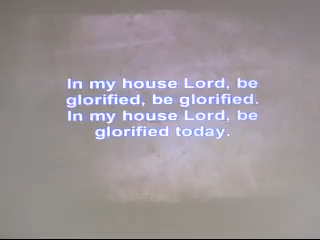 In my house Lord, be
glorified, be glorified.
In my house Lord, be
glorified today.